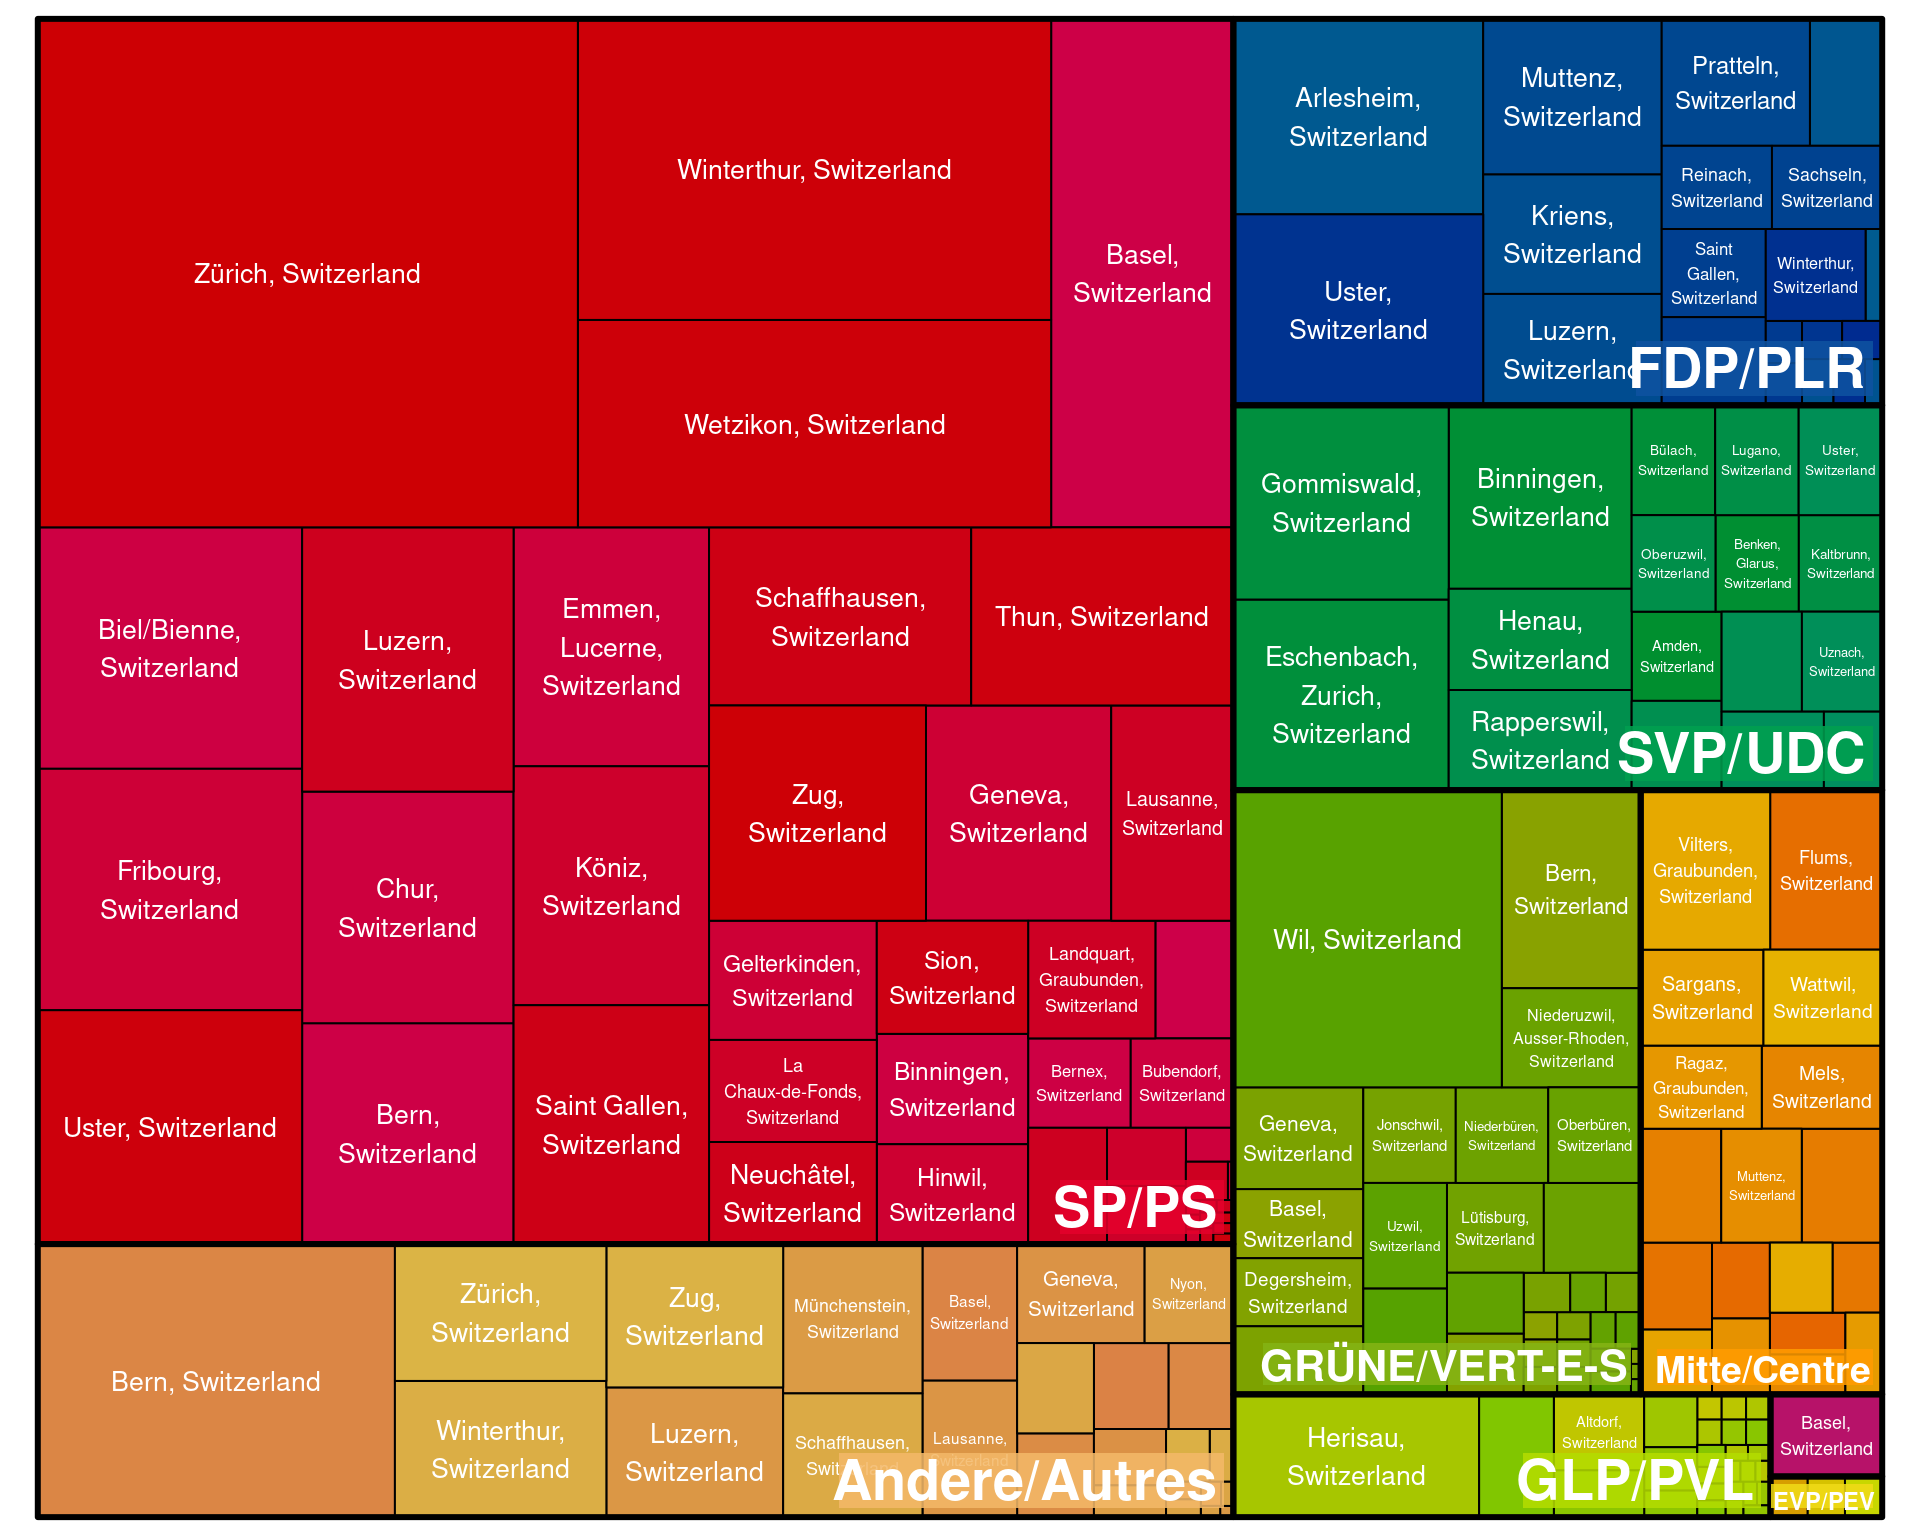 Zürich, Switzerland
Winterthur, Switzerland
Wetzikon, Switzerland
Basel,
Switzerland
Biel/Bienne,
Switzerland
Fribourg,
Switzerland
Uster, Switzerland
Luzern,
Switzerland
Chur,
Switzerland
Bern,
Switzerland
Emmen,
Lucerne,
Switzerland
Köniz,
Switzerland
Saint Gallen,
Switzerland
Schaffhausen,
Switzerland
Thun, Switzerland
Zug,
Switzerland
Geneva,
Switzerland
Lausanne,
Switzerland
Gelterkinden,
Switzerland
La
Chaux-de-Fonds,
Switzerland
Neuchâtel,
Switzerland
Sion,
Switzerland
Binningen,
Switzerland
Hinwil,
Switzerland
Landquart,
Graubunden,
Switzerland
Bernex,
Switzerland
Bubendorf,
Switzerland
SP/PS
Bern, Switzerland
Zürich,
Switzerland
Winterthur,
Switzerland
Zug,
Switzerland
Luzern,
Switzerland
Münchenstein,
Switzerland
Schaffhausen,
Switzerland
Basel,
Switzerland
Lausanne,
Switzerland
Geneva,
Switzerland
Nyon,
Switzerland
Andere/Autres
Arlesheim,
Switzerland
Uster,
Switzerland
Muttenz,
Switzerland
Kriens,
Switzerland
Luzern,
Switzerland
Pratteln,
Switzerland
Reinach,
Switzerland
Sachseln,
Switzerland
Saint
Gallen,
Switzerland
Winterthur,
Switzerland
FDP/PLR
Gommiswald,
Switzerland
Eschenbach,
Zurich,
Switzerland
Binningen,
Switzerland
Henau,
Switzerland
Rapperswil,
Switzerland
Bülach,
Switzerland
Lugano,
Switzerland
Uster,
Switzerland
Oberuzwil,
Switzerland
Benken,
Glarus,
Switzerland
Kaltbrunn,
Switzerland
Amden,
Switzerland
Uznach,
Switzerland
SVP/UDC
Wil, Switzerland
Bern,
Switzerland
Niederuzwil,
Ausser-Rhoden,
Switzerland
Geneva,
Switzerland
Basel,
Switzerland
Degersheim,
Switzerland
Jonschwil,
Switzerland
Niederbüren,
Switzerland
Oberbüren,
Switzerland
Uzwil,
Switzerland
Lütisburg,
Switzerland
GRÜNE/VERT-E-S
Vilters,
Graubunden,
Switzerland
Flums,
Switzerland
Sargans,
Switzerland
Wattwil,
Switzerland
Ragaz,
Graubunden,
Switzerland
Mels,
Switzerland
Muttenz,
Switzerland
Mitte/Centre
Herisau,
Switzerland
Altdorf,
Switzerland
GLP/PVL
Basel,
Switzerland
EVP/PEV